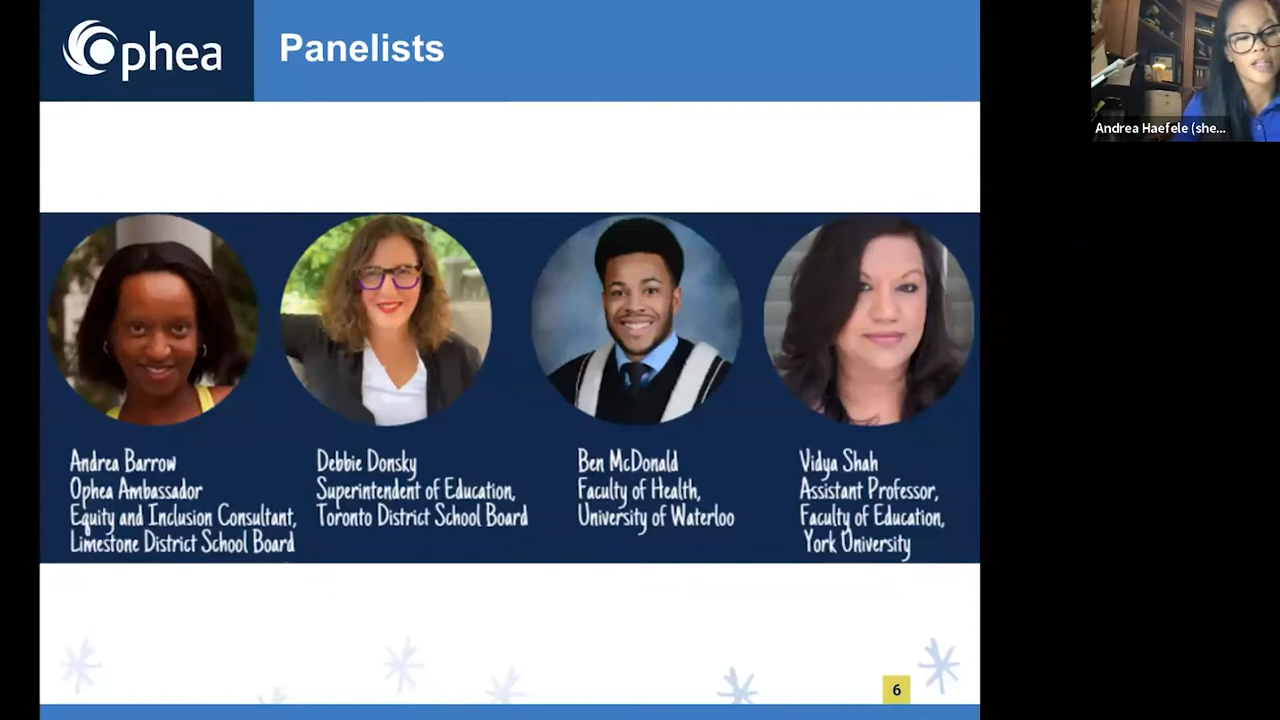 Ophea
Panelists
Andrea Haefele (she...
Andrea Barrow
Ophea Ambassador
Equity and Inclusion Consultant,
Limestone District School Board
Debbie Donsky
Superintendent of Education,
Toronto District School Board
Ben McDonald
Faculty of Health,
University of Waterloo
Vidya Shah
Assistant Professor,
Faculty of Education,
York University
6